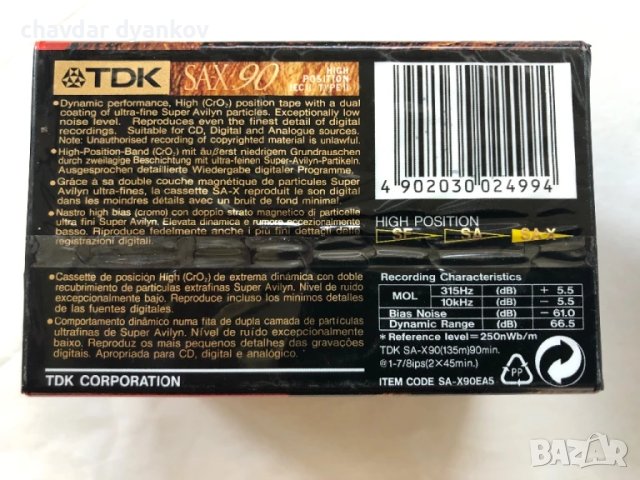 chavdar dyankov
TDK SA-X 90
HIGH
POSITION
IECII/TYPEII
•Dynamic performance, High (CrO₂) position tape with a dual
coating of ultra-fine Super Avilyn particles. Exceptionally low
noise level. Reproduces even the finest detail of digital
recordings. Suitable for CD, Digital and Analogue sources.
Note: Unauthorised recording of copyrighted material is unlawful.
•High-Position-Band (CrO₂) mit äußerst niedrigem Grundrauschen
durch zweilagige Beschichtung mit ultra-feinen Super-Avilyn-Partikeln.
Ausgesprochen detaillierte Wiedergabe digitaler Programme.
•Grâce à sa double couche magnétique de particules Super
Avilyn ultra-fines, la cassette SA-X reproduit le son digital
dans les moindres détails avec un bruit de fond minimal.
•Nastro high bias (cromo) con doppio strato magnetico di particelle
ultra fini Super Avilyn. Elevata dinamica e rumore eccezionalmente
basso. Riproduce fedelmente anche i più fini dettagli delle
registrazioni digitali.
•Cassette de posición High (CrO₂) de extrema dinámica con doble
recubrimiento de partículas extrafinas Super Avilyn. Nivel de ruido
excepcionalmente bajo. Reproduce incluso los mínimos detalles
de las fuentes digitales.
•Comportamento dinâmico numa fita de dupla camada de partículas
ultrafinas de Super Avilyn. Nível de ruído excepcionalmente
baixo. Reproduz os mais pequenos detalhes das gravações
digitais. Apropriada para CD, digital e analógico.
TDK CORPORATION
4 902030 024994
HIGH POSITION
SF SA SA-X
Recording Characteristics
MOL 315Hz (dB) + 5.5
10kHz (dB) − 5.5
Bias Noise (dB) − 61.0
Dynamic Range (dB) 66.5
* Reference level=250nWb/m
TDK SA-X90(135m)90min.
@1-7/8ips(2×45min.)
ITEM CODE SA-X90EA5
PP
BAZAR